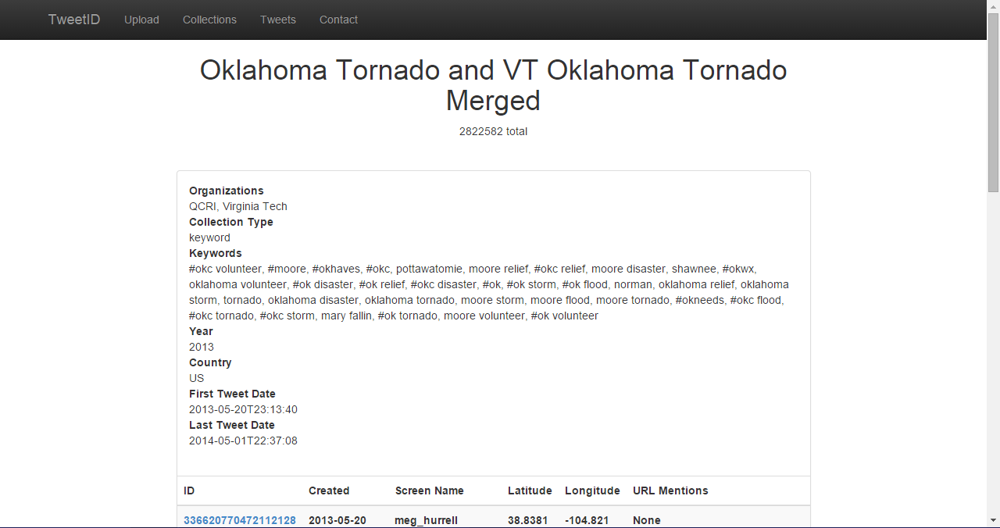 TweetID Upload Collections Tweets Contact
Oklahoma Tornado and VT Oklahoma Tornado
Merged
2822582 total
Organizations
QCRI, Virginia Tech
Collection Type
keyword
Keywords
#okc volunteer, #moore, #okhaves, #okc, pottawatomie, moore relief, #okc relief, moore disaster, shawnee, #okwx,
oklahoma volunteer, #ok disaster, #ok relief, #okc disaster, #ok, #ok storm, #ok flood, norman, oklahoma relief, oklahoma
storm, tornado, oklahoma disaster, oklahoma tornado, moore storm, moore flood, moore tornado, #okneeds, #okc flood,
#okc tornado, #okc storm, mary fallin, #ok tornado, moore volunteer, #ok volunteer
Year
2013
Country
US
First Tweet Date
2013-05-20T23:13:40
Last Tweet Date
2014-05-01T22:37:08
ID Created Screen Name Latitude Longitude URL Mentions
336620770472112128 2013-05-20 meg_hurrell 38.8381 -104.821 None